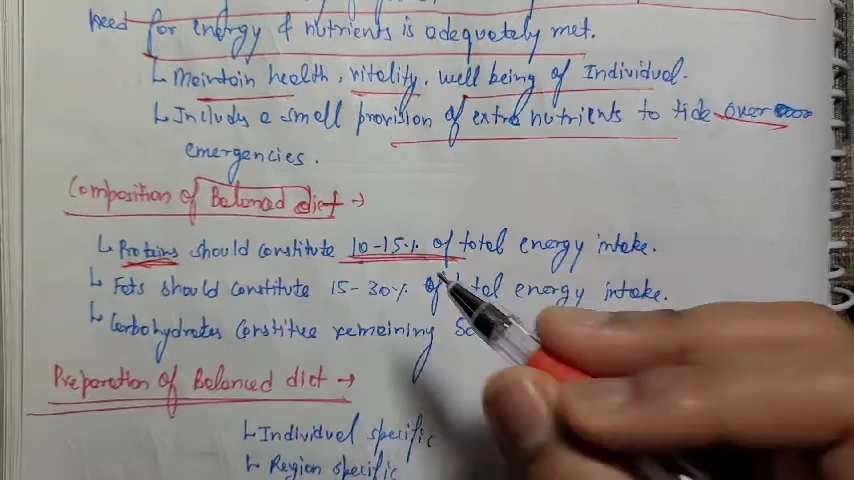 need for energy & nutrients is adequately met.
Maintain health, vitality, well being of Individual.
Includs a small provision of extra nutrients to tide over
emergencies.
Composition of Balanced diet →
Proteins should constitute 10-15% of total energy intake.
Fats should constitute 15-30% of total energy intake.
Carbohydrates constitee remaining
Preparation of Balanced diet →
Individual specific
Region specific